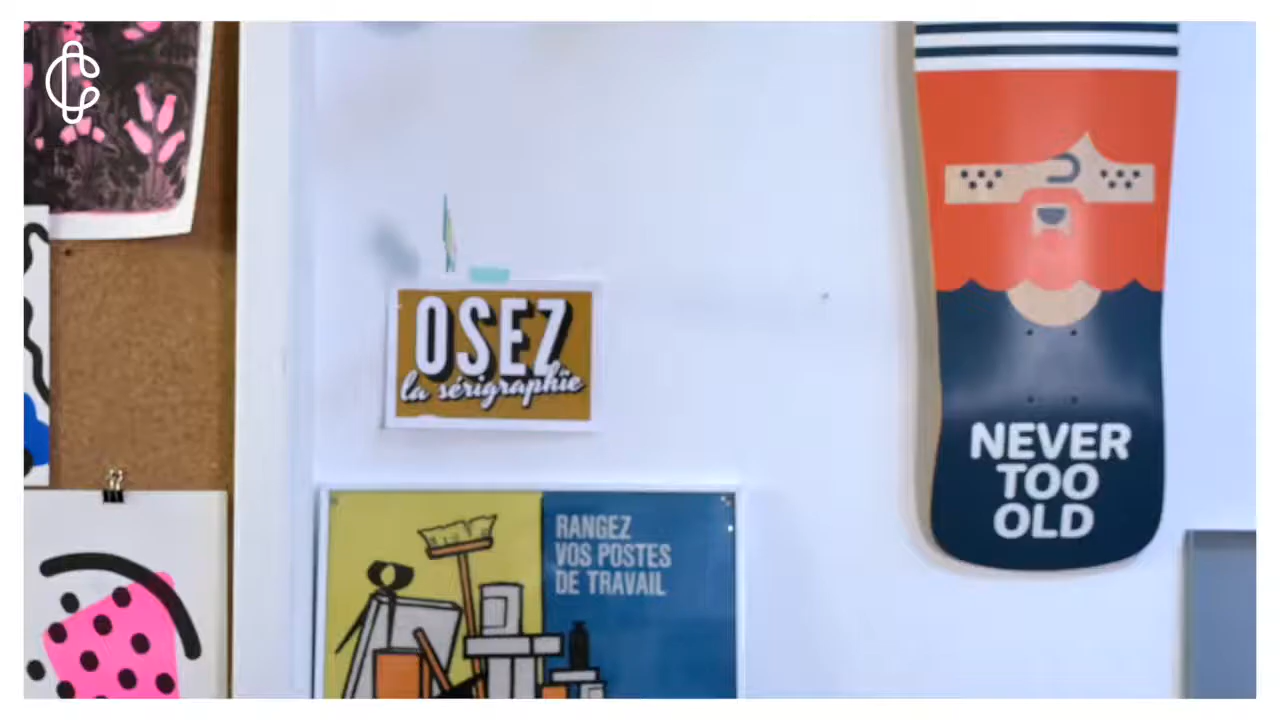 OSEZ
la sérigraphie
RANGEZ
VOS POSTES
DE TRAVAIL
NEVER
TOO
OLD